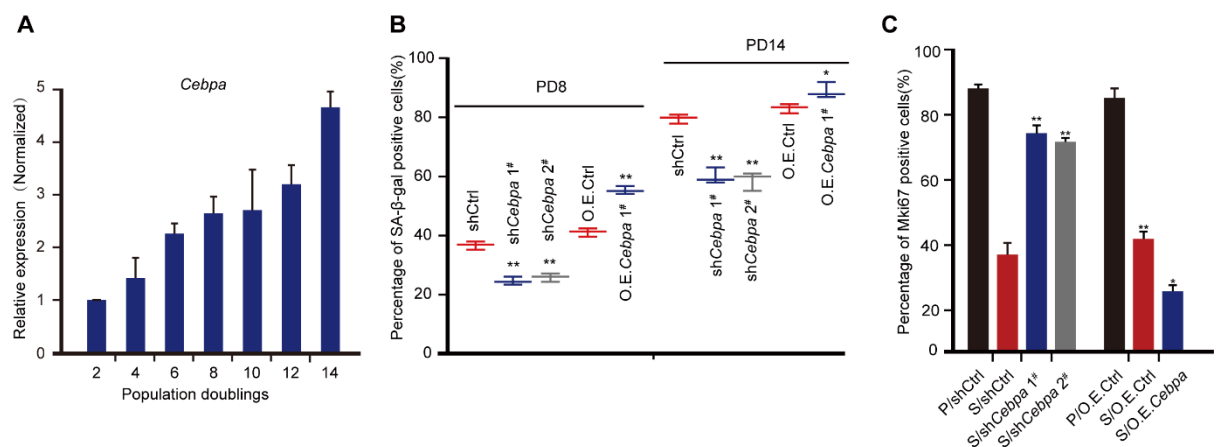 A
Cebpa
Relative expression (Normalized)
5
4
3
2
1
0
2 4 6 8 10 12 14
Population doublings
B
Percentage of SA-β-gal positive cells(%)
100
80
60
40
20
0
PD8
PD14
shCtrl
shCebpa 1#
**
shCebpa 2#
**
O.E.Ctrl
O.E.Cebpa 1#
**
shCtrl
shCebpa 1#
**
shCebpa 2#
**
O.E.Ctrl
O.E.Cebpa 1#
*
C
Percentage of Mki67 positive cells(%)
100
80
60
40
20
0
**
**
**
*
P/shCtrl
S/shCtrl
S/shCebpa 1#
S/shCebpa 2#
P/O.E.Ctrl
S/O.E.Ctrl
S/O.E.Cebpa